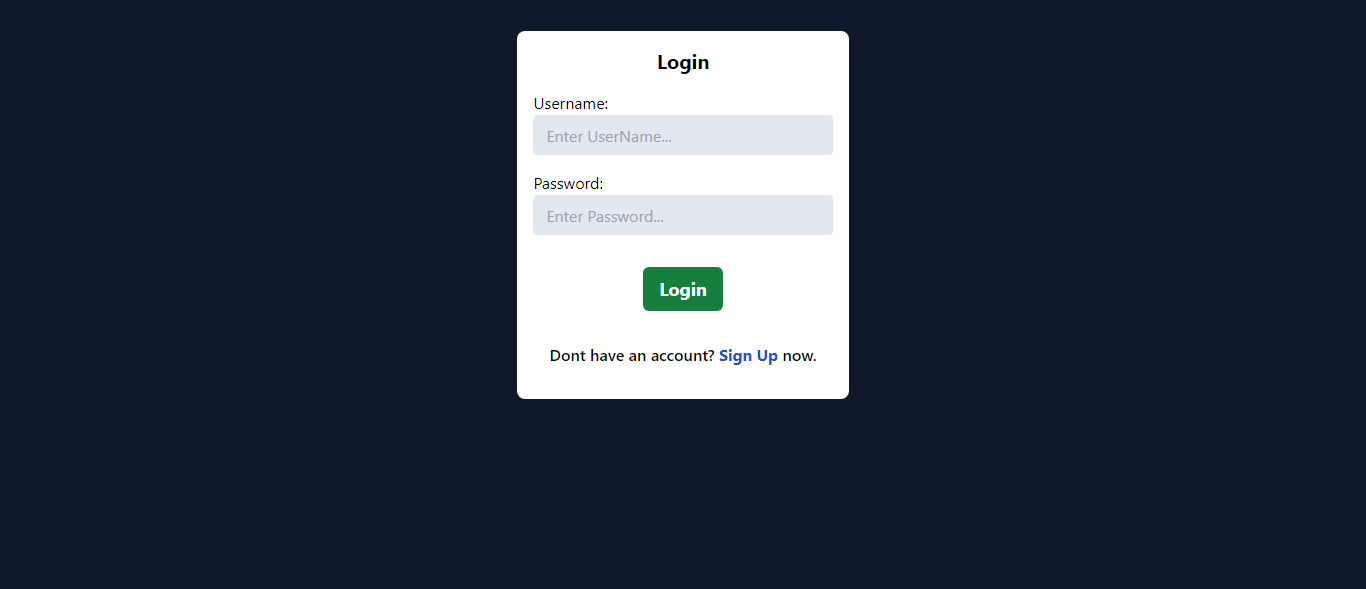 Login
Username:
Enter UserName...
Password:
Enter Password...
Login
Dont have an account? Sign Up now.